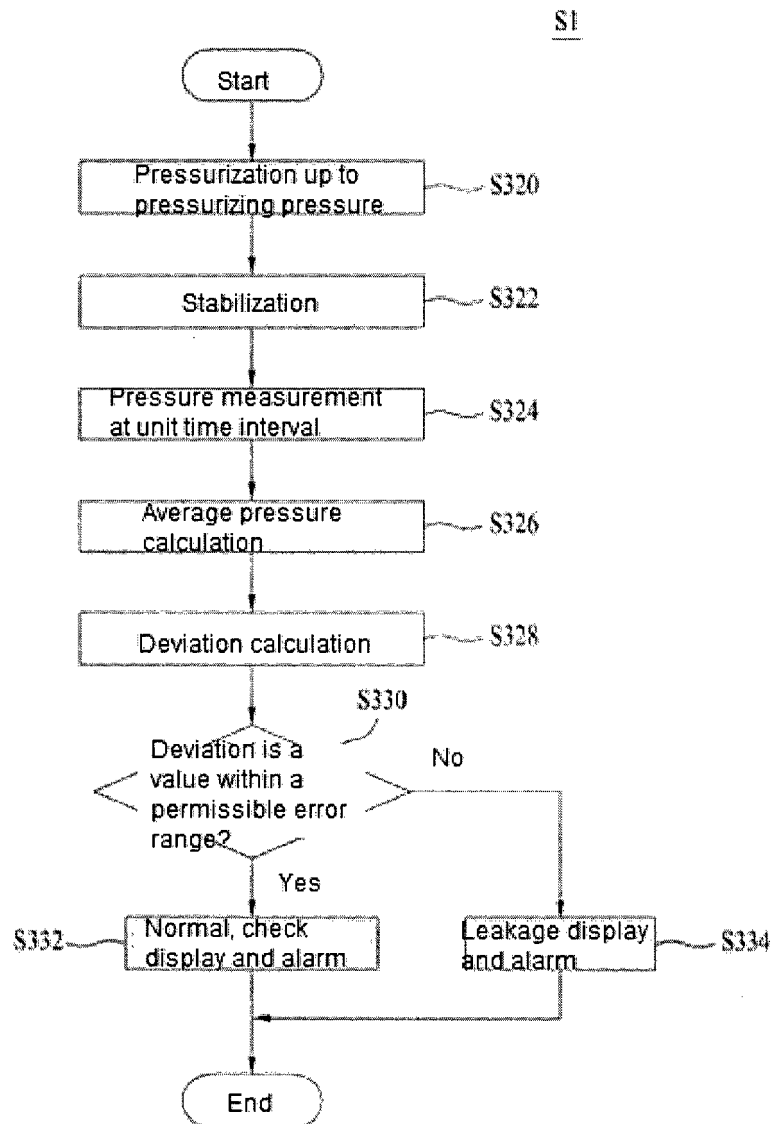 S1
Start
Pressurization up to
pressurizing pressure
S320
Stabilization
S322
Pressure measurement
at unit time interval
S324
Average pressure
calculation
S326
Deviation calculation
S328
S330
Deviation is a
value within a
permissible error
range?
No
Yes
S332
Normal, check
display and alarm
Leakage display
and alarm
S334
End